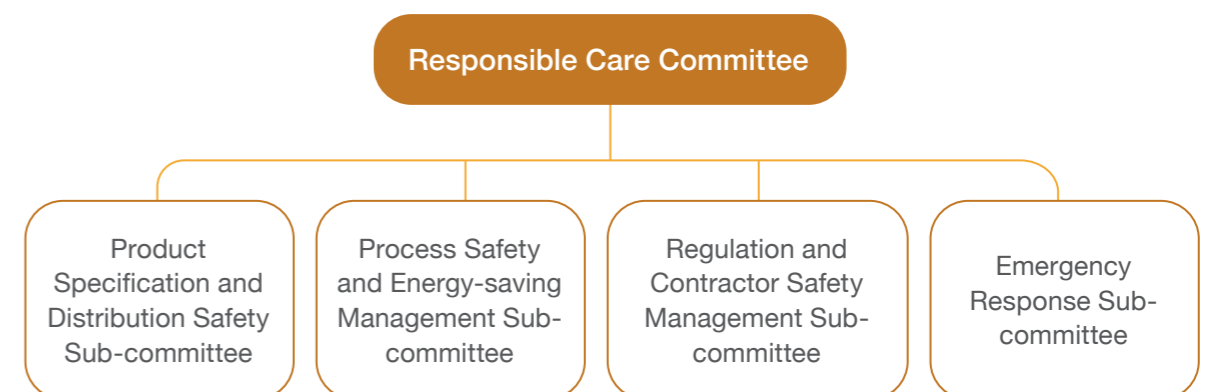 Responsible Care Committee
Product
Specification and
Distribution Safety
Sub-committee
Process Safety
and Energy-saving
Management Sub-
committee
Regulation and
Contractor Safety
Management Sub-
committee
Emergency
Response Sub-
committee